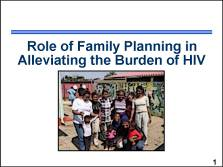 Role of Family Planning in
Alleviating the Burden of HIV
1